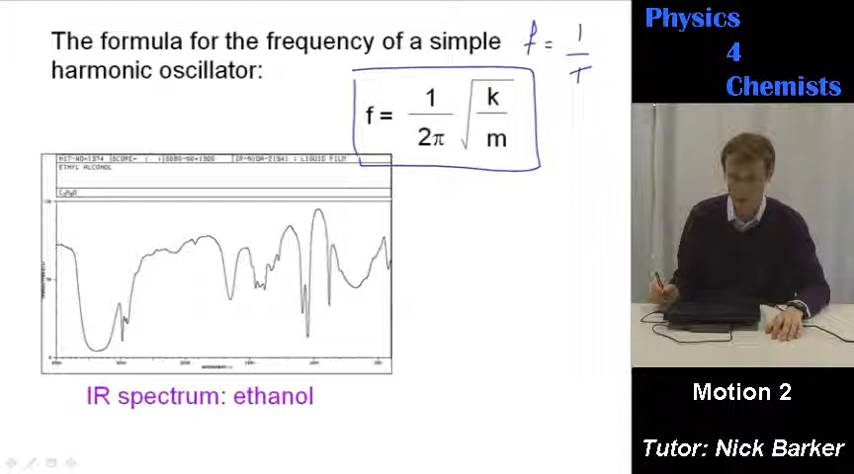 The formula for the frequency of a simple
harmonic oscillator:
f = 1/T
f = 1/2π √k/m
ETHYL ALCOHOL
C2H6O
IR spectrum: ethanol
Physics
4
Chemists
Motion 2
Tutor: Nick Barker